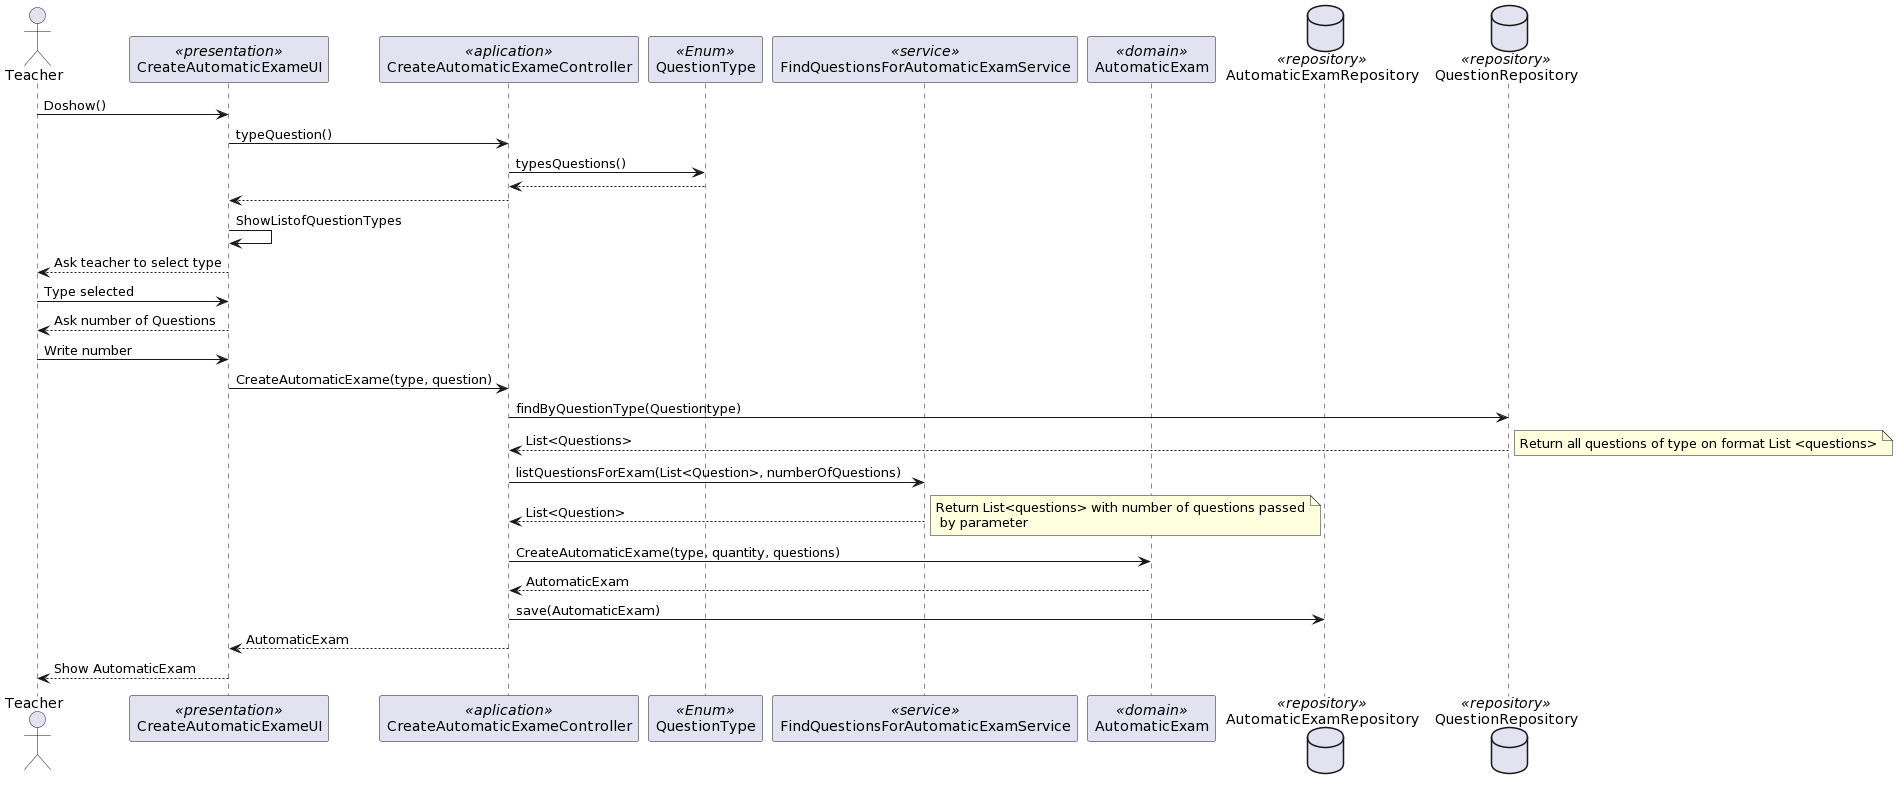 Teacher
«presentation»
CreateAutomaticExameUI
«aplication»
CreateAutomaticExameController
«Enum»
QuestionType
«service»
FindQuestionsForAutomaticExamService
«domain»
AutomaticExam
«repository»
AutomaticExamRepository
«repository»
QuestionRepository
Doshow()
typeQuestion()
typesQuestions()
ShowListofQuestionTypes
Ask teacher to select type
Type selected
Ask number of Questions
Write number
CreateAutomaticExame(type, question)
findByQuestionType(Questiontype)
List<Questions>
Return all questions of type on format List <questions>
listQuestionsForExam(List<Question>, numberOfQuestions)
List<Question>
Return List<questions> with number of questions passed
by parameter
CreateAutomaticExame(type, quantity, questions)
AutomaticExam
save(AutomaticExam)
AutomaticExam
Show AutomaticExam
Teacher
«presentation»
CreateAutomaticExameUI
«aplication»
CreateAutomaticExameController
«Enum»
QuestionType
«service»
FindQuestionsForAutomaticExamService
«domain»
AutomaticExam
«repository»
AutomaticExamRepository
«repository»
QuestionRepository